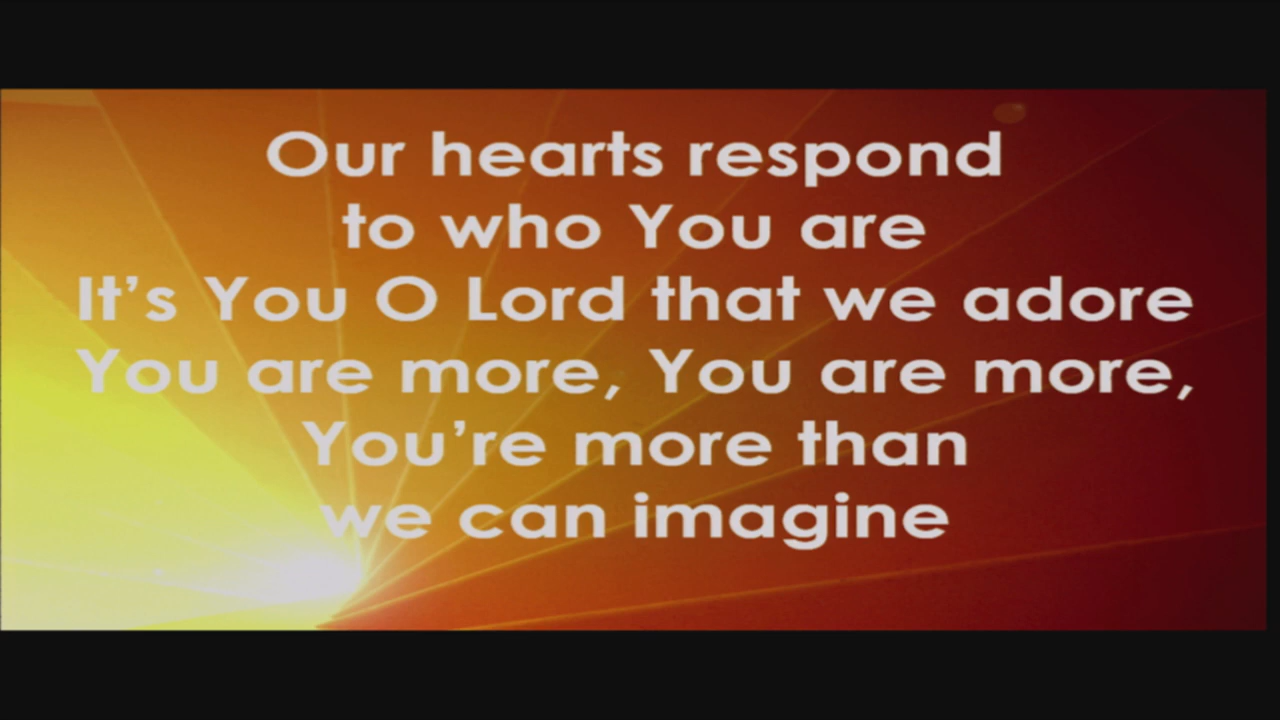 Our hearts respond
to who You are
It’s You O Lord that we adore
You are more, You are more,
You’re more than
we can imagine